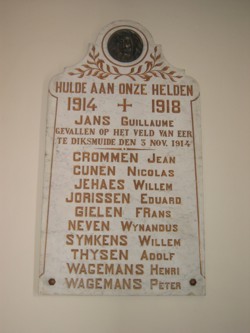 HULDE AAN ONZE HELDEN
1914 + 1918
JANS GUILLAUME
GEVALLEN OP HET VELD VAN EER
TE DIKSMUIDE DEN 3 NOV. 1914
CROMMEN JEAN
CUNEN NICOLAS
JEHAES WILLEM
JORISSEN EDUARD
GIELEN FRANS
NEVEN WYNANDUS
SYMKENS WILLEM
THYSEN ADOLF
WAGEMANS HENRI
WAGEMANS PETER